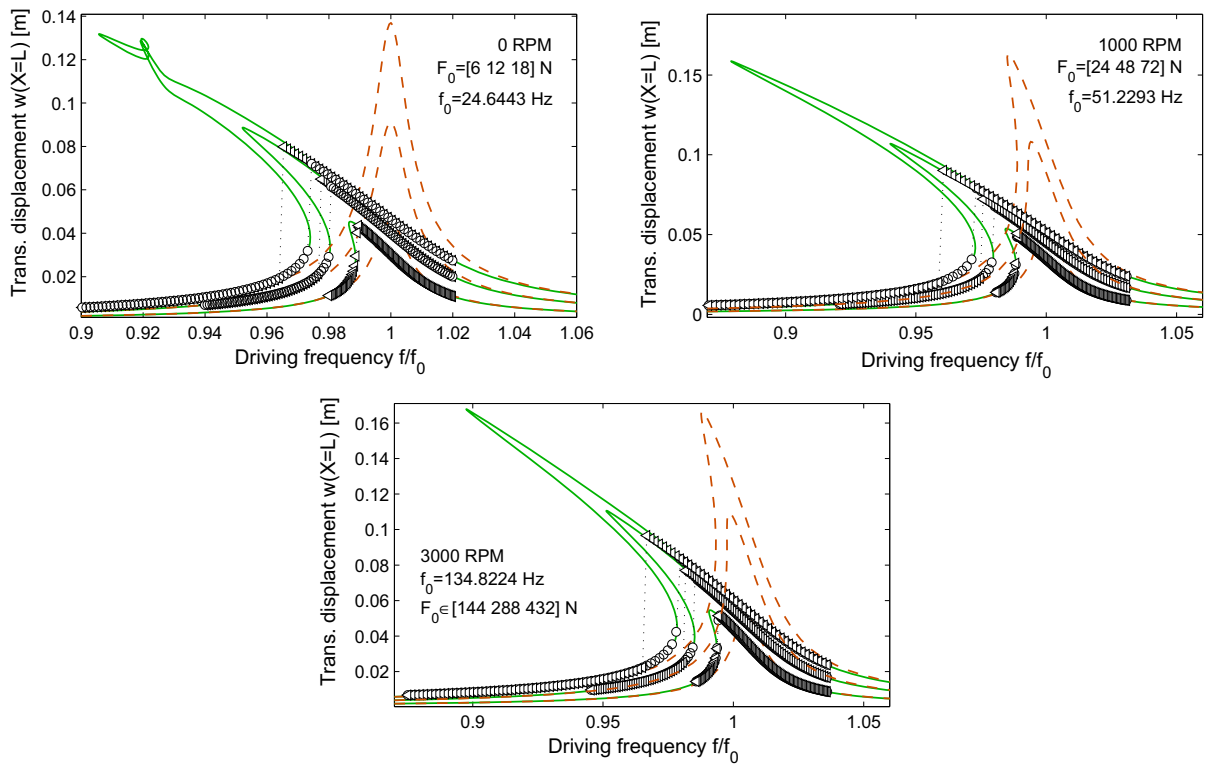 Trans. displacement w(X=L) [m]
0.14
0.12
0.1
0.08
0.06
0.04
0.02
0 RPM
F0=[6 12 18] N
f0=24.6443 Hz
0.9 0.92 0.94 0.96 0.98 1 1.02 1.04 1.06
Driving frequency f/f0
Trans. displacement w(X=L) [m]
0.15
0.1
0.05
0
1000 RPM
F0=[24 48 72] N
f0=51.2293 Hz
0.9 0.95 1 1.05
Driving frequency f/f0
Trans. displacement w(X=L) [m]
0.16
0.14
0.12
0.1
0.08
0.06
0.04
0.02
3000 RPM
f0=134.8224 Hz
F0∈[144 288 432] N
0.9 0.95 1 1.05
Driving frequency f/f0